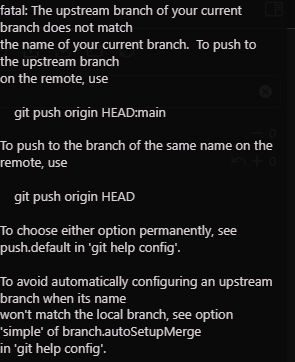 fatal: The upstream branch of your current
branch does not match
the name of your current branch.  To push to
the upstream branch
on the remote, use

    git push origin HEAD:main

To push to the branch of the same name on the
remote, use

    git push origin HEAD

To choose either option permanently, see
push.default in 'git help config'.

To avoid automatically configuring an upstream
branch when its name
won't match the local branch, see option
'simple' of branch.autoSetupMerge
in 'git help config'.